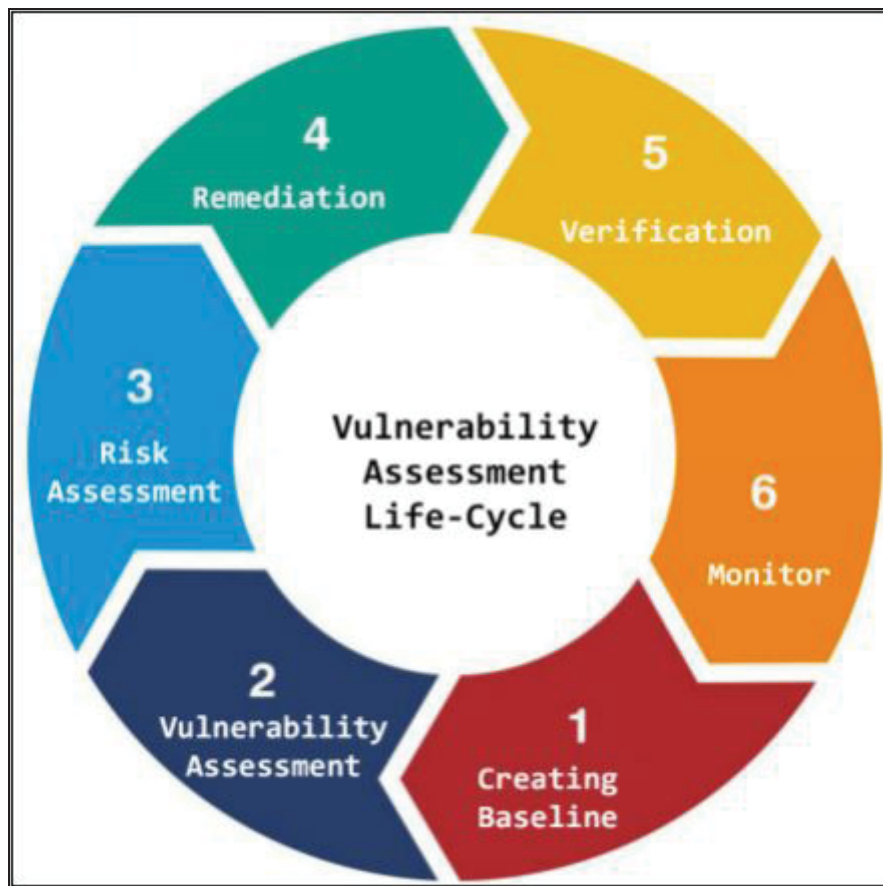 Vulnerability
Assessment
Life-Cycle
1
Creating
Baseline
2
Vulnerability
Assessment
3
Risk
Assessment
4
Remediation
5
Verification
6
Monitor